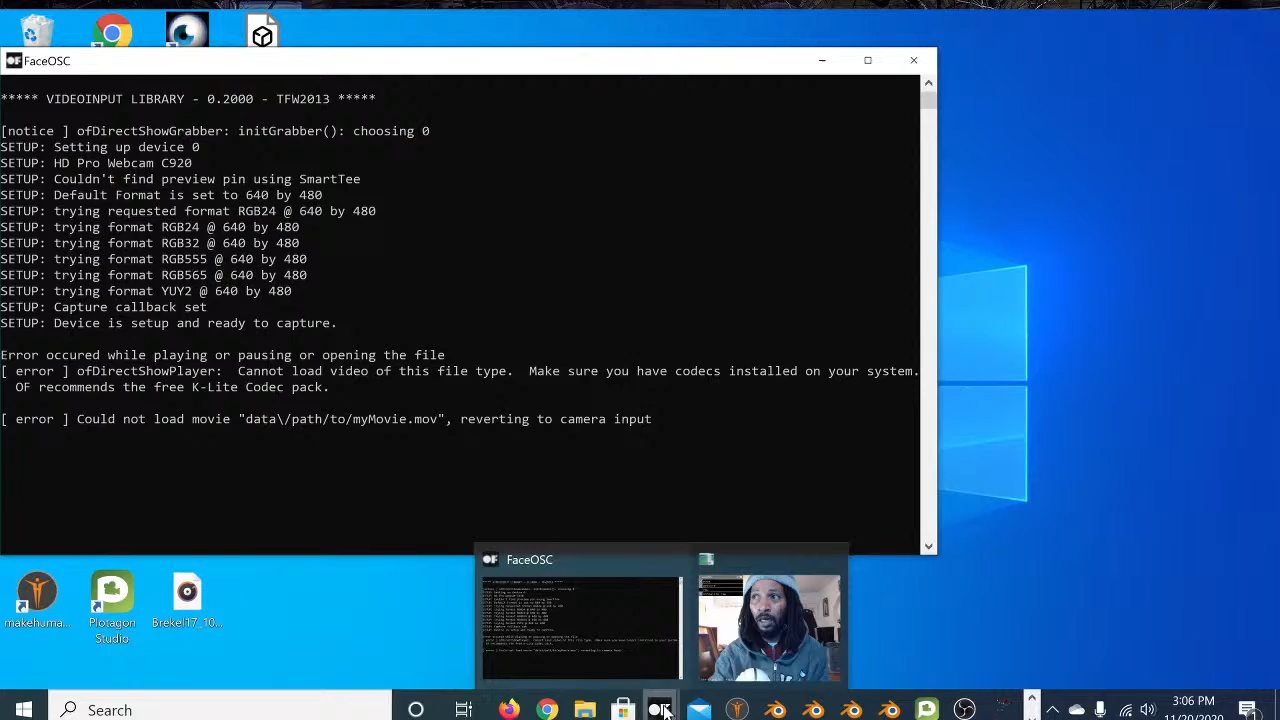 FaceOSC
***** VIDEOINPUT LIBRARY - 0.2000 - TFW2013 *****
[notice ] ofDirectShowGrabber: initGrabber(): choosing 0
SETUP: Setting up device 0
SETUP: HD Pro Webcam C920
SETUP: Couldn't find preview pin using SmartTee
SETUP: Default Format is set to 640 by 480
SETUP: trying requested format RGB24 @ 640 by 480
SETUP: trying format RGB24 @ 640 by 480
SETUP: trying format RGB32 @ 640 by 480
SETUP: trying format RGB555 @ 640 by 480
SETUP: trying format RGB565 @ 640 by 480
SETUP: trying format YUY2 @ 640 by 480
SETUP: Capture callback set
SETUP: Device is setup and ready to capture.
Error occured while playing or pausing or opening the file
[ error ] ofDirectShowPlayer:  Cannot load video of this file type.  Make sure you have codecs installed on your system.
OF recommends the free K-Lite Codec pack.
[ error ] Could not load movie "data\/path/to/myMovie.mov", reverting to camera input
OF FaceOSC
makehuma...
Plotagon
Studio
Brekel17_10...
Search
3:06 PM
11/20/2020